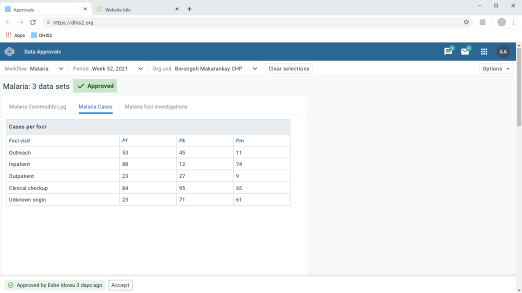 Approvals
Website title
https://dhis2.org
Apps
DHIS2
Data Approvals
AA
Workflow Malaria Period Week 52, 2021 Org unit Borongoh Makarankay CHP Clear selections Options
Malaria: 3 data sets Approved
Malaria Commodity Log Malaria Cases Malaria foci investigations
Cases per foci
Foci visit Pf Pk Pm
Outreach 53 45 11
Inpatient 88 12 74
Outpatient 23 27 9
Clinical checkup 84 95 65
Unknown origin 23 71 61
Approved by Eshe Idowu 3 days ago Accept